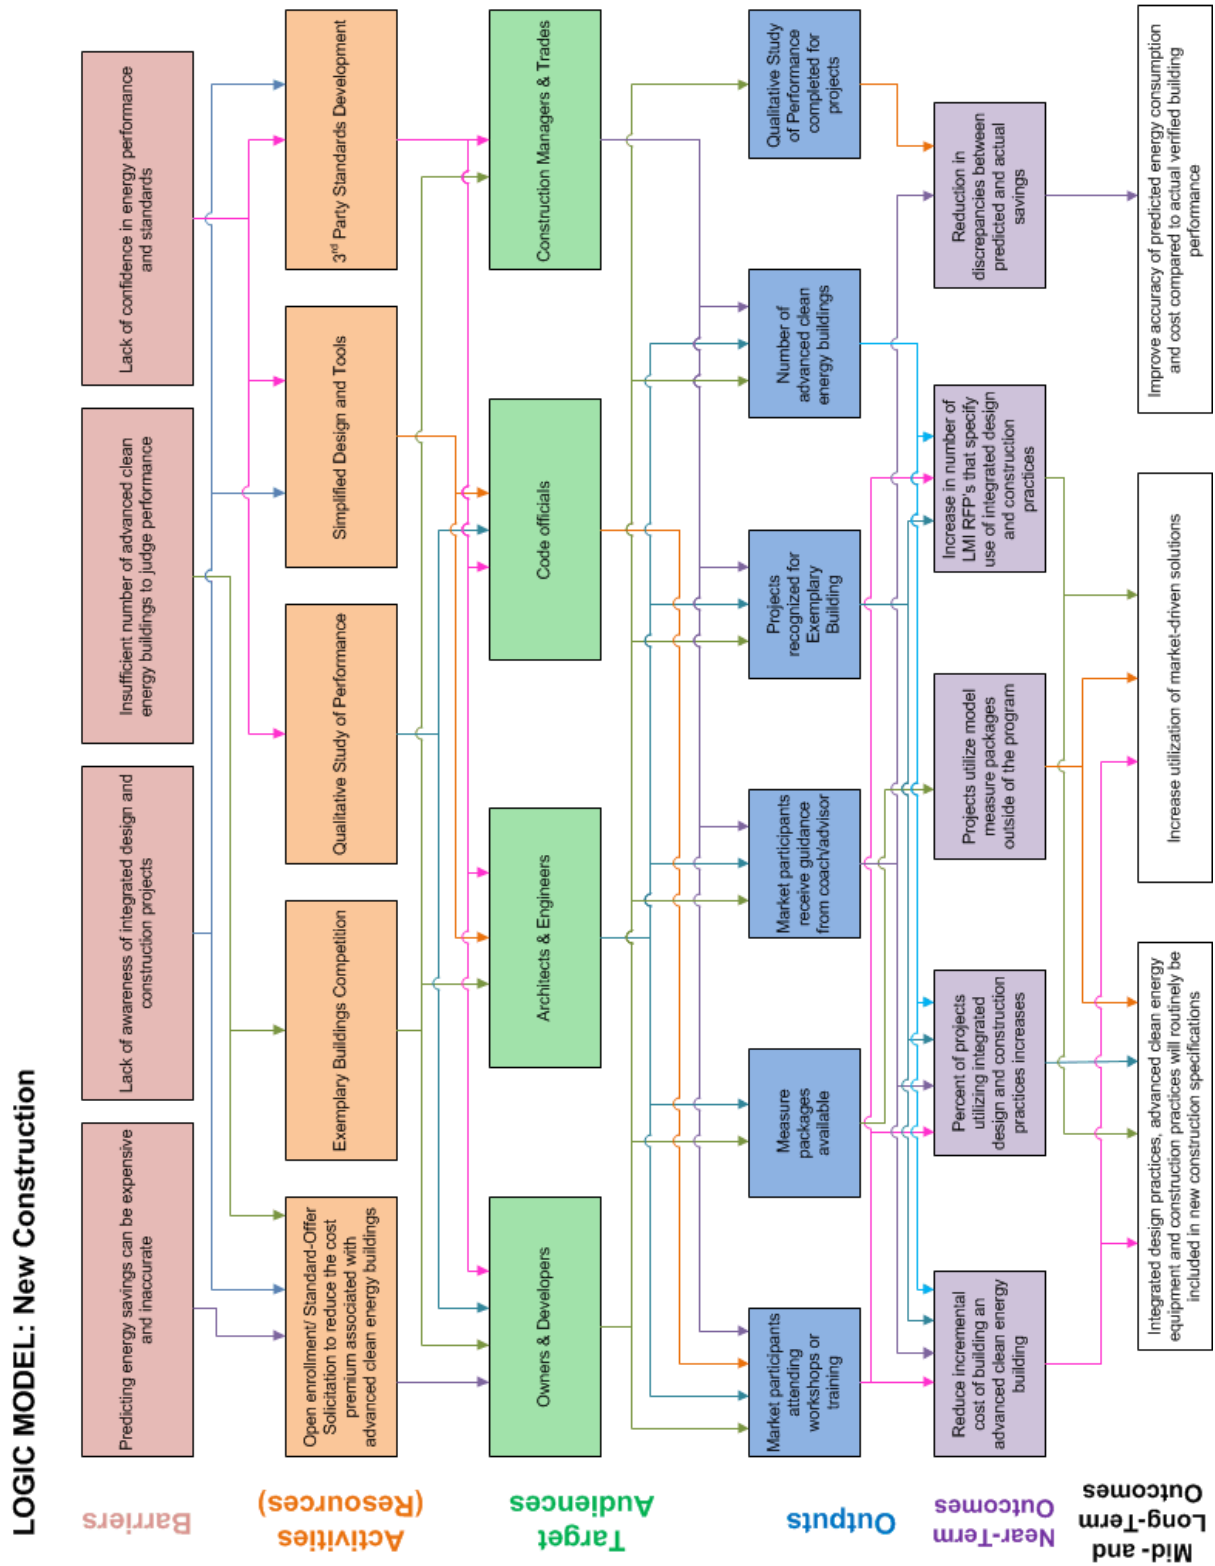 LOGIC MODEL: New Construction
Barriers
Predicting energy savings can be expensive
and inaccurate
Lack of awareness of integrated design and
construction projects
Insufficient number of advanced clean
energy buildings to judge performance
Lack of confidence in energy performance
and standards
Activities
(Resources)
Open enrollment/ Standard-Offer
Solicitation to reduce the cost
premium associated with
advanced clean energy buildings
Exemplary Buildings Competition
Qualitative Study of Performance
Simplified Design and Tools
3rd Party Standards Development
Target
Audiences
Owners & Developers
Architects & Engineers
Code officials
Construction Managers & Trades
Outputs
Market participants
attending
workshops or
training
Measure
packages
available
Market participants
receive guidance
from coach/advisor
Projects
recognized for
Exemplary
Building
Number of
advanced clean
energy buildings
Qualitative Study
of Performance
completed for
projects
Near-Term
Outcomes
Reduce incremental
cost of building an
advanced clean energy
building
Percent of projects
utilizing integrated
design and construction
practices increases
Projects utilize model
measure packages
outside of the program
Increase in number of
LMI RFP's that specify
use of integrated design
and construction
practices
Reduction in
discrepancies between
predicted and actual
savings
Mid- and
Long-Term
Outcomes
Integrated design practices, advanced clean energy
equipment and construction practices will routinely be
included in new construction specifications
Increase utilization of market-driven solutions
Improve accuracy of predicted energy consumption
and cost compared to actual verified building
performance